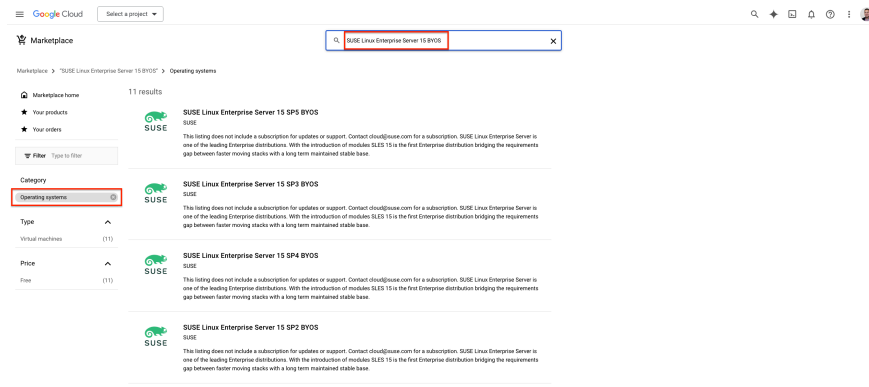 Google Cloud
Select a project
Marketplace
SUSE Linux Enterprise Server 15 BYOS
Marketplace > "SUSE Linux Enterprise Server 15 BYOS" > Operating systems
Marketplace home
Your products
Your orders
Filter Type to filter
Category
Operating systems
Type
Virtual machines (11)
Price
Free (11)
11 results
SUSE
SUSE Linux Enterprise Server 15 SP5 BYOS
SUSE
This listing does not include a subscription for updates or support. Contact cloud@suse.com for a subscription. SUSE Linux Enterprise Server is
one of the leading Enterprise distributions. With the introduction of modules SLES 15 is the first Enterprise distribution bridging the requirements
gap between faster moving stacks with a long term maintained stable base.
SUSE
SUSE Linux Enterprise Server 15 SP3 BYOS
SUSE
This listing does not include a subscription for updates or support. Contact cloud@suse.com for a subscription. SUSE Linux Enterprise Server is
one of the leading Enterprise distributions. With the introduction of modules SLES 15 is the first Enterprise distribution bridging the requirements
gap between faster moving stacks with a long term maintained stable base.
SUSE
SUSE Linux Enterprise Server 15 SP4 BYOS
SUSE
This listing does not include a subscription for updates or support. Contact cloud@suse.com for a subscription. SUSE Linux Enterprise Server is
one of the leading Enterprise distributions. With the introduction of modules SLES 15 is the first Enterprise distribution bridging the requirements
gap between faster moving stacks with a long term maintained stable base.
SUSE
SUSE Linux Enterprise Server 15 SP2 BYOS
SUSE
This listing does not include a subscription for updates or support. Contact cloud@suse.com for a subscription. SUSE Linux Enterprise Server is
one of the leading Enterprise distributions. With the introduction of modules SLES 15 is the first Enterprise distribution bridging the requirements
gap between faster moving stacks with a long term maintained stable base.